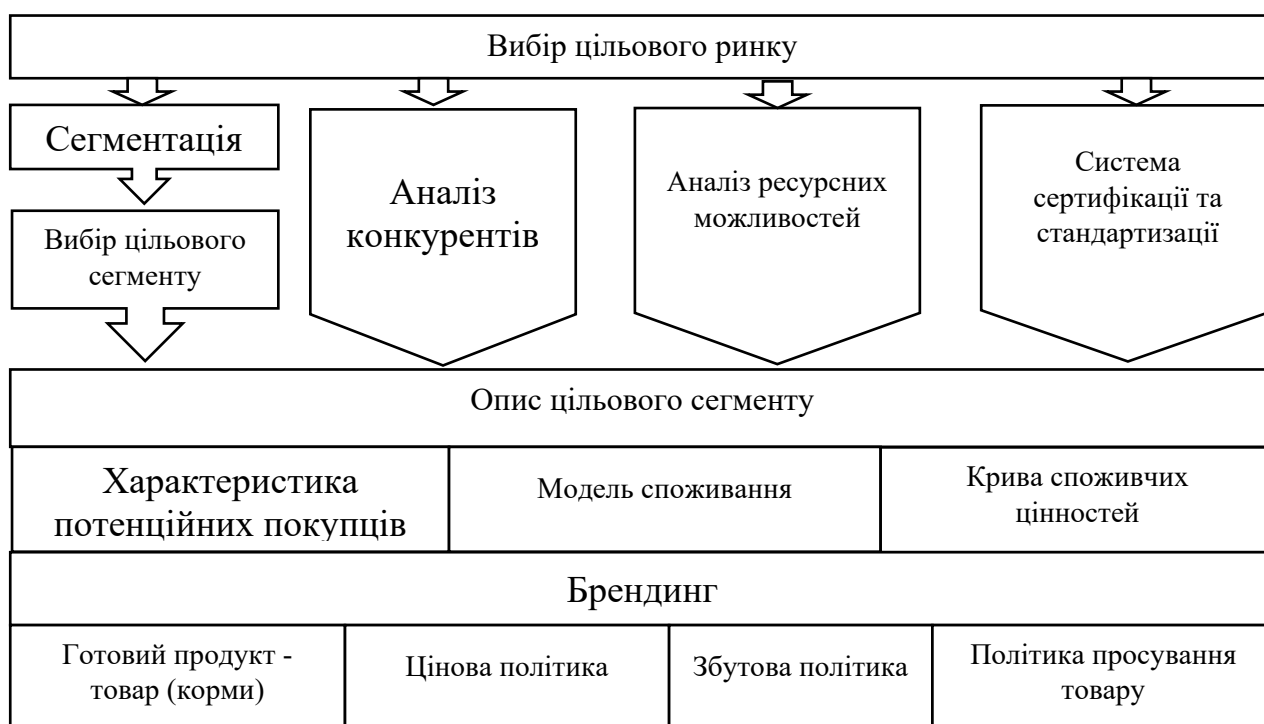 Вибір цільового ринку
Сегментація
Вибір цільового
сегменту
Аналіз
конкурентів
Аналіз ресурсних
можливостей
Система
сертифікації та
стандартизації
Опис цільового сегменту
Характеристика
потенційних покупців
Модель споживання
Крива споживчих
цінностей
Брендинг
Готовий продукт -
товар (корми)
Цінова політика
Збутова політика
Політика просування
товару